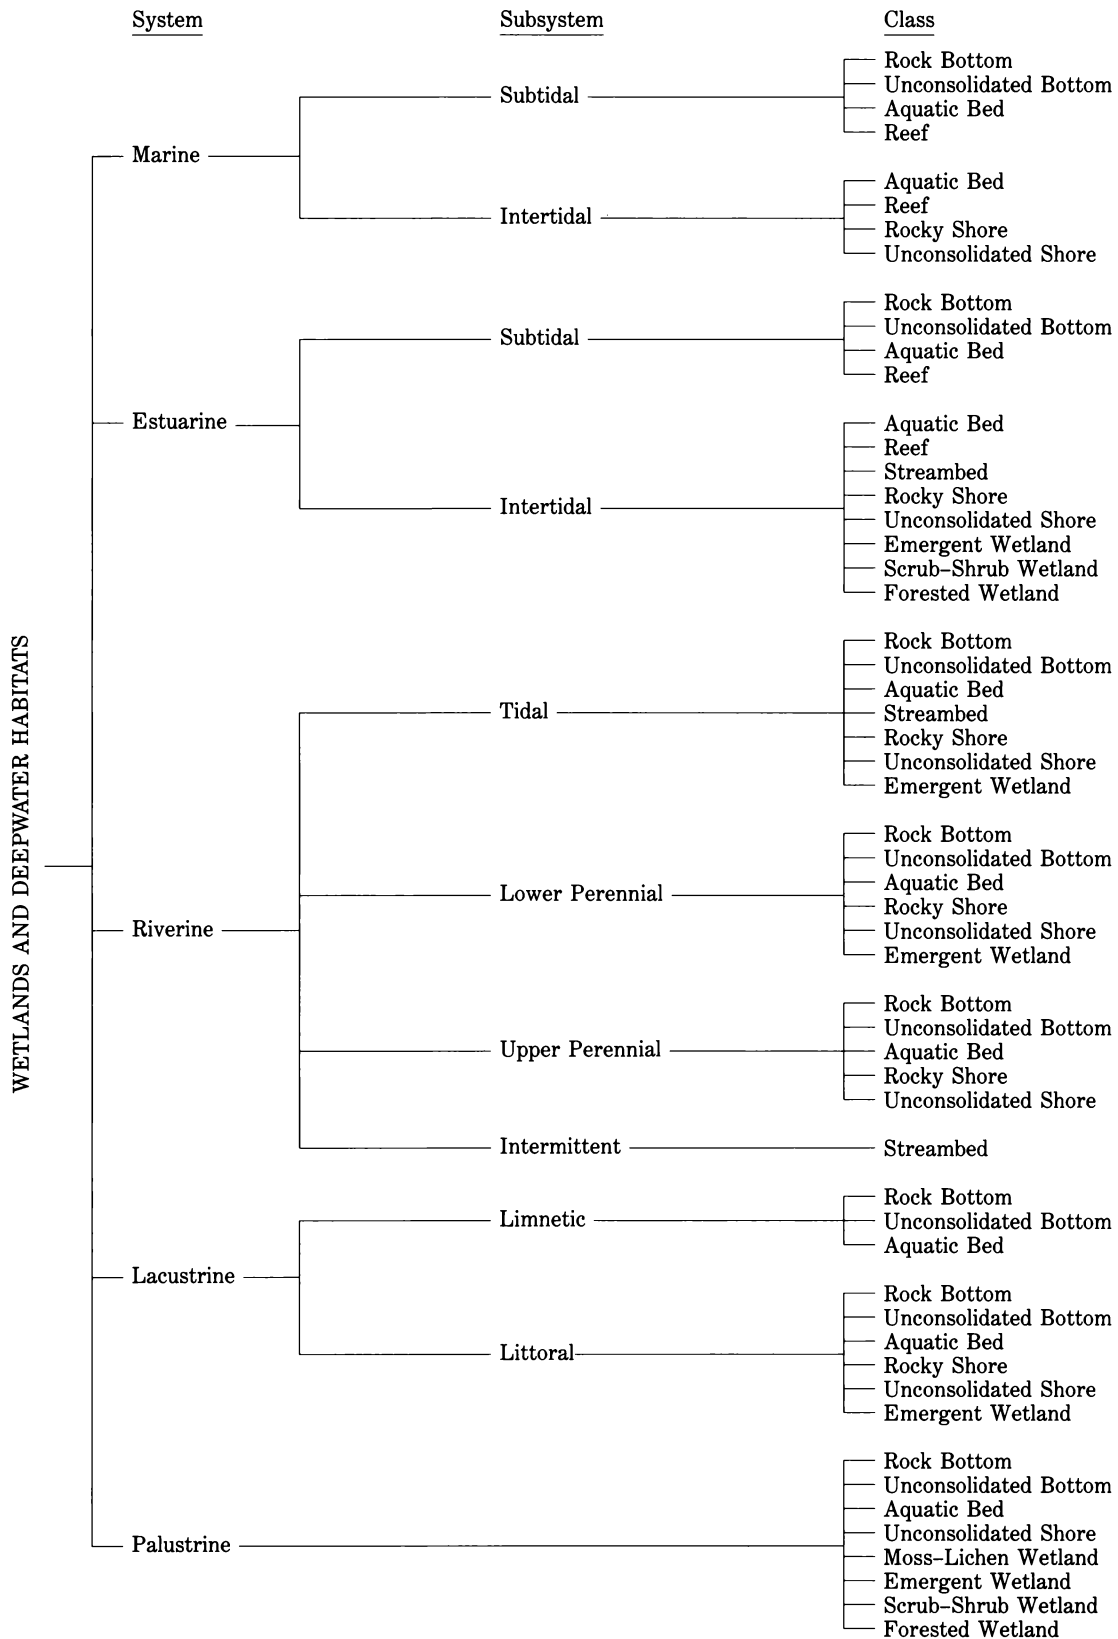 System
Subsystem
Class
WETLANDS AND DEEPWATER HABITATS
Marine
Subtidal
Rock Bottom
Unconsolidated Bottom
Aquatic Bed
Reef
Intertidal
Aquatic Bed
Reef
Rocky Shore
Unconsolidated Shore
Estuarine
Subtidal
Rock Bottom
Unconsolidated Bottom
Aquatic Bed
Reef
Intertidal
Aquatic Bed
Reef
Streambed
Rocky Shore
Unconsolidated Shore
Emergent Wetland
Scrub–Shrub Wetland
Forested Wetland
Riverine
Tidal
Rock Bottom
Unconsolidated Bottom
Aquatic Bed
Streambed
Rocky Shore
Unconsolidated Shore
Emergent Wetland
Lower Perennial
Rock Bottom
Unconsolidated Bottom
Aquatic Bed
Rocky Shore
Unconsolidated Shore
Emergent Wetland
Upper Perennial
Rock Bottom
Unconsolidated Bottom
Aquatic Bed
Rocky Shore
Unconsolidated Shore
Intermittent
Streambed
Lacustrine
Limnetic
Rock Bottom
Unconsolidated Bottom
Aquatic Bed
Littoral
Rock Bottom
Unconsolidated Bottom
Aquatic Bed
Rocky Shore
Unconsolidated Shore
Emergent Wetland
Palustrine
Rock Bottom
Unconsolidated Bottom
Aquatic Bed
Unconsolidated Shore
Moss–Lichen Wetland
Emergent Wetland
Scrub–Shrub Wetland
Forested Wetland